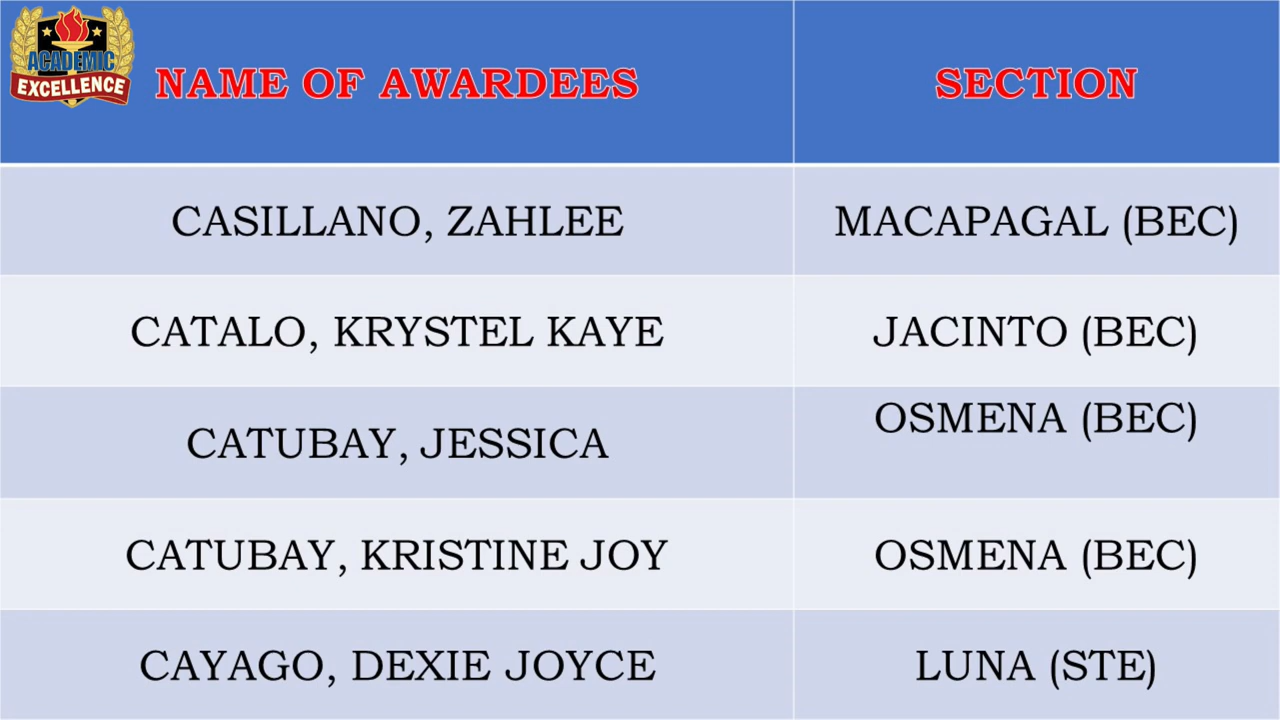 ACADEMIC
EXCELLENCE
NAME OF AWARDEES SECTION
CASILLANO, ZAHLEE MACAPAGAL (BEC)
CATALO, KRYSTEL KAYE JACINTO (BEC)
CATUBAY, JESSICA OSMENA (BEC)
CATUBAY, KRISTINE JOY OSMENA (BEC)
CAYAGO, DEXIE JOYCE LUNA (STE)